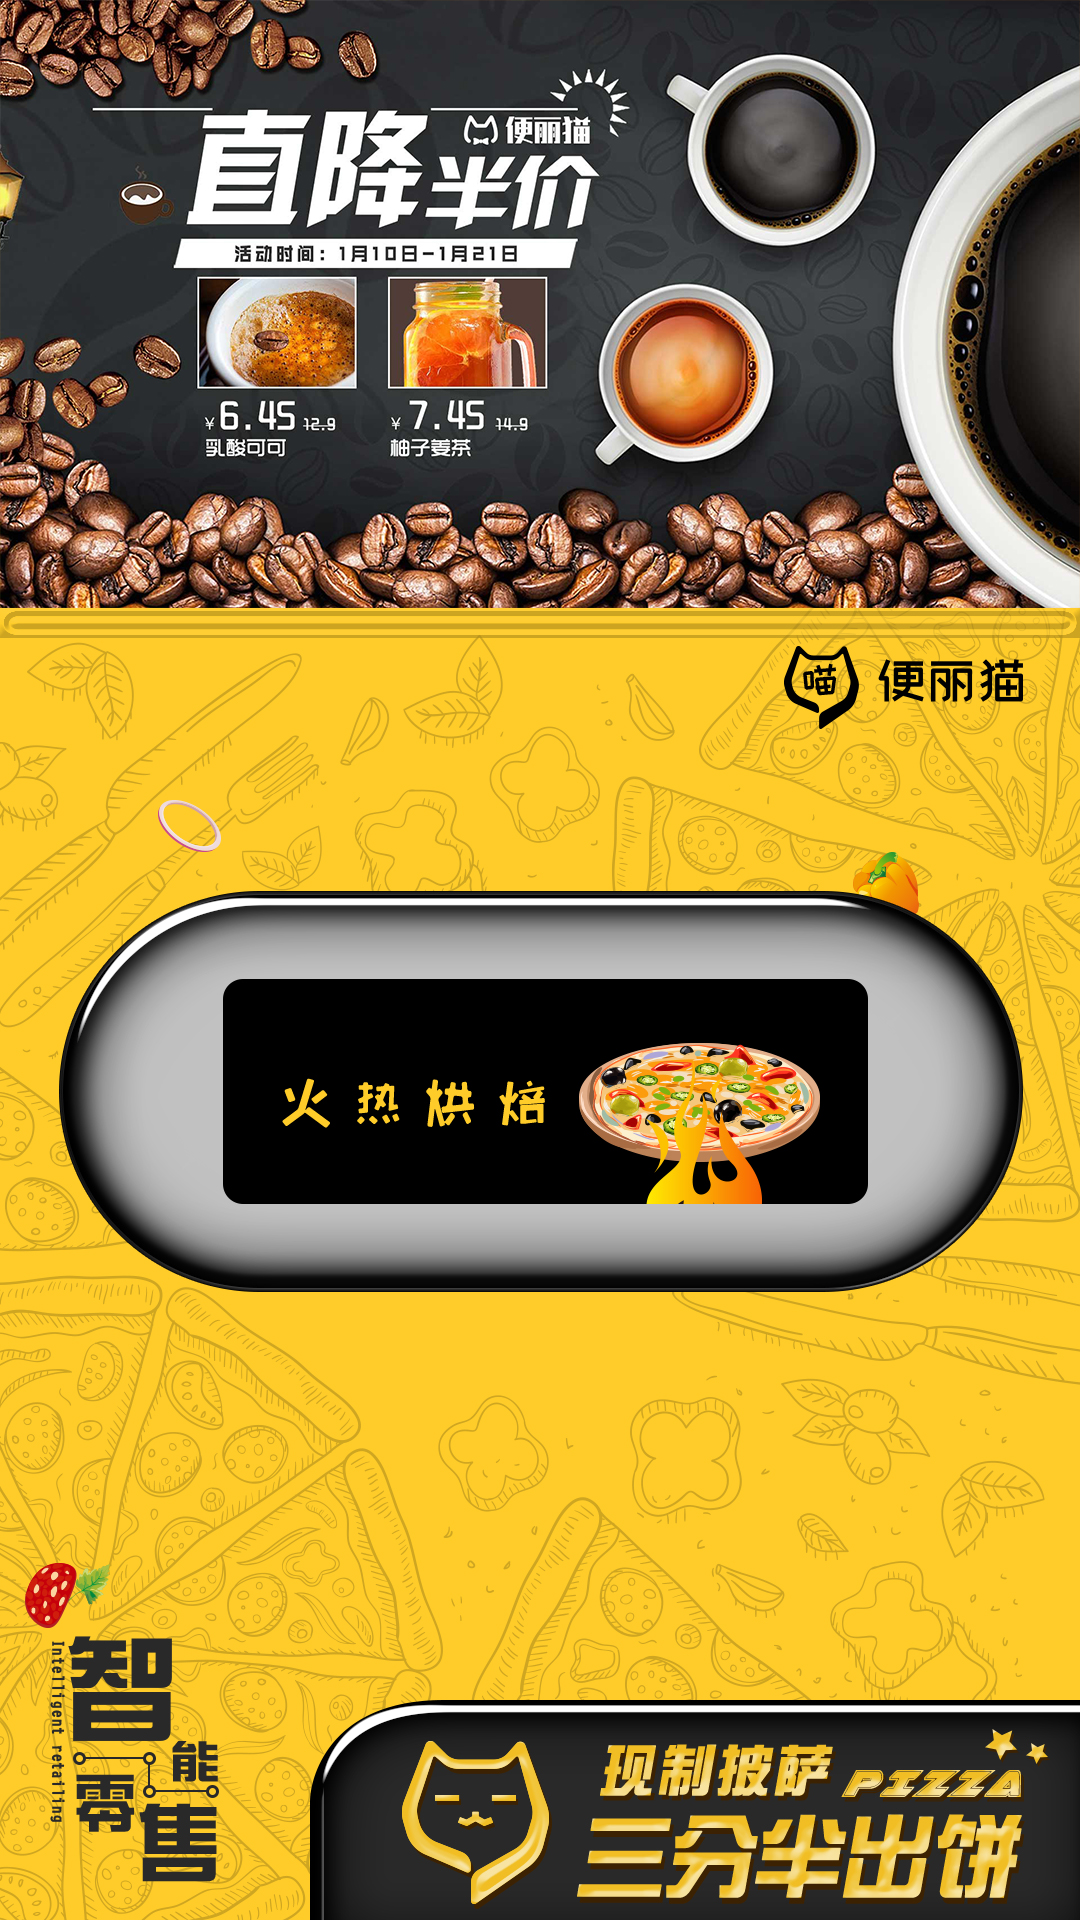 便丽猫
直降半价
活动时间：1月10日-1月21日
¥6.45 12.9
乳酸可可
¥7.45 14.9
柚子姜茶
喵 便丽猫
火热烘焙
智能零售
Intelligent retailing
现制披萨 PIZZA
三分半出饼